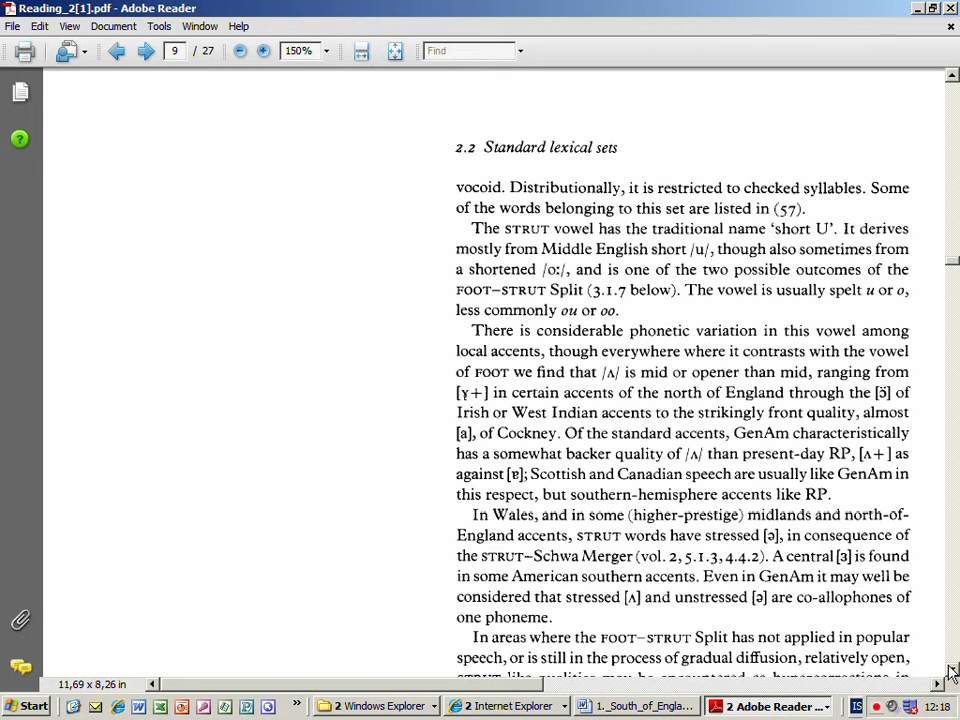 Reading_2[1].pdf - Adobe Reader
File Edit View Document Tools Window Help
9 / 27 150% Find
2.2 Standard lexical sets
vocoid. Distributionally, it is restricted to checked syllables. Some
of the words belonging to this set are listed in (57).
The STRUT vowel has the traditional name 'short U'. It derives
mostly from Middle English short /u/, though also sometimes from
a shortened /oː/, and is one of the two possible outcomes of the
FOOT–STRUT Split (3.1.7 below). The vowel is usually spelt u or o,
less commonly ou or oo.
There is considerable phonetic variation in this vowel among
local accents, though everywhere where it contrasts with the vowel
of FOOT we find that /ʌ/ is mid or opener than mid, ranging from
[ɣ+] in certain accents of the north of England through the [ɔ̈] of
Irish or West Indian accents to the strikingly front quality, almost
[a], of Cockney. Of the standard accents, GenAm characteristically
has a somewhat backer quality of /ʌ/ than present-day RP, [ʌ+] as
against [ɐ]; Scottish and Canadian speech are usually like GenAm in
this respect, but southern-hemisphere accents like RP.
In Wales, and in some (higher-prestige) midlands and north-of-
England accents, STRUT words have stressed [ə], in consequence of
the STRUT–Schwa Merger (vol. 2, 5.1.3, 4.4.2). A central [ɜ] is found
in some American southern accents. Even in GenAm it may well be
considered that stressed [ʌ] and unstressed [ə] are co-allophones of
one phoneme.
In areas where the FOOT–STRUT Split has not applied in popular
speech, or is still in the process of gradual diffusion, relatively open,
STRUT-like qualities may be encountered as hypercorrections in
11,69 x 8,26 in
Start » 2 Windows Explorer 2 Internet Explorer 1._South_of_Engla... 2 Adobe Reader ... IS 12:18